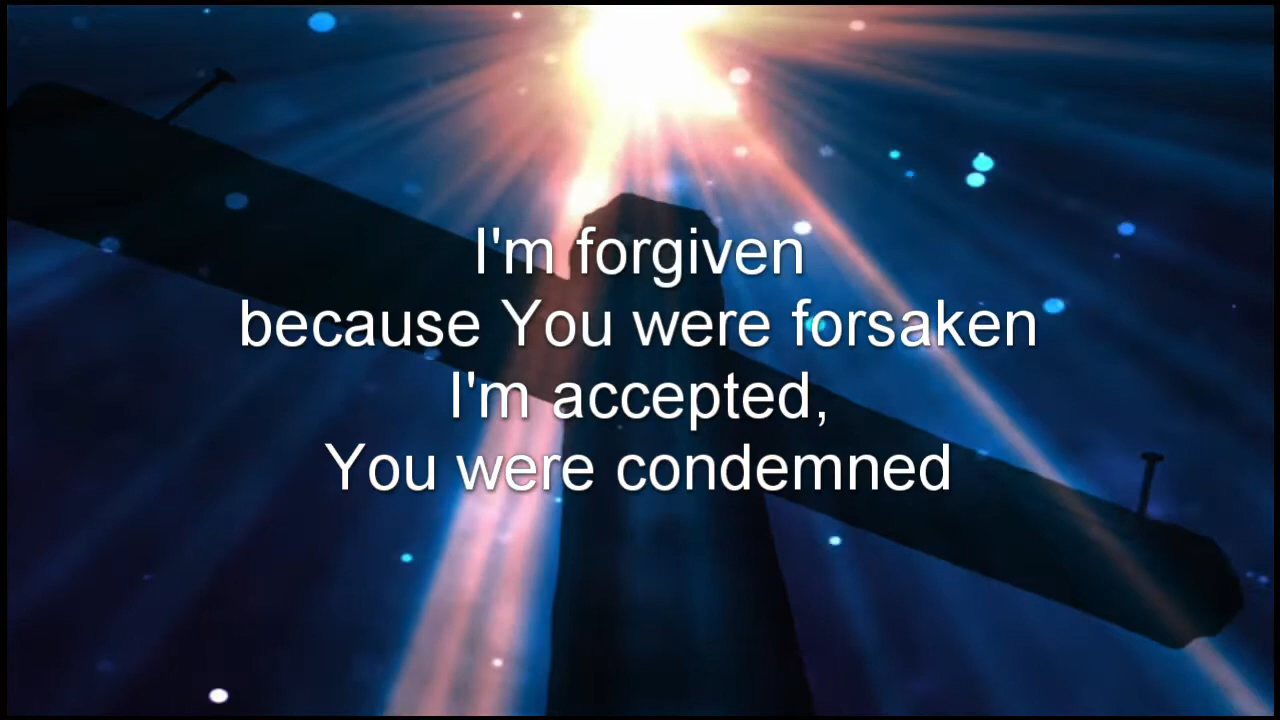 I'm forgiven
because You were forsaken
I'm accepted,
You were condemned